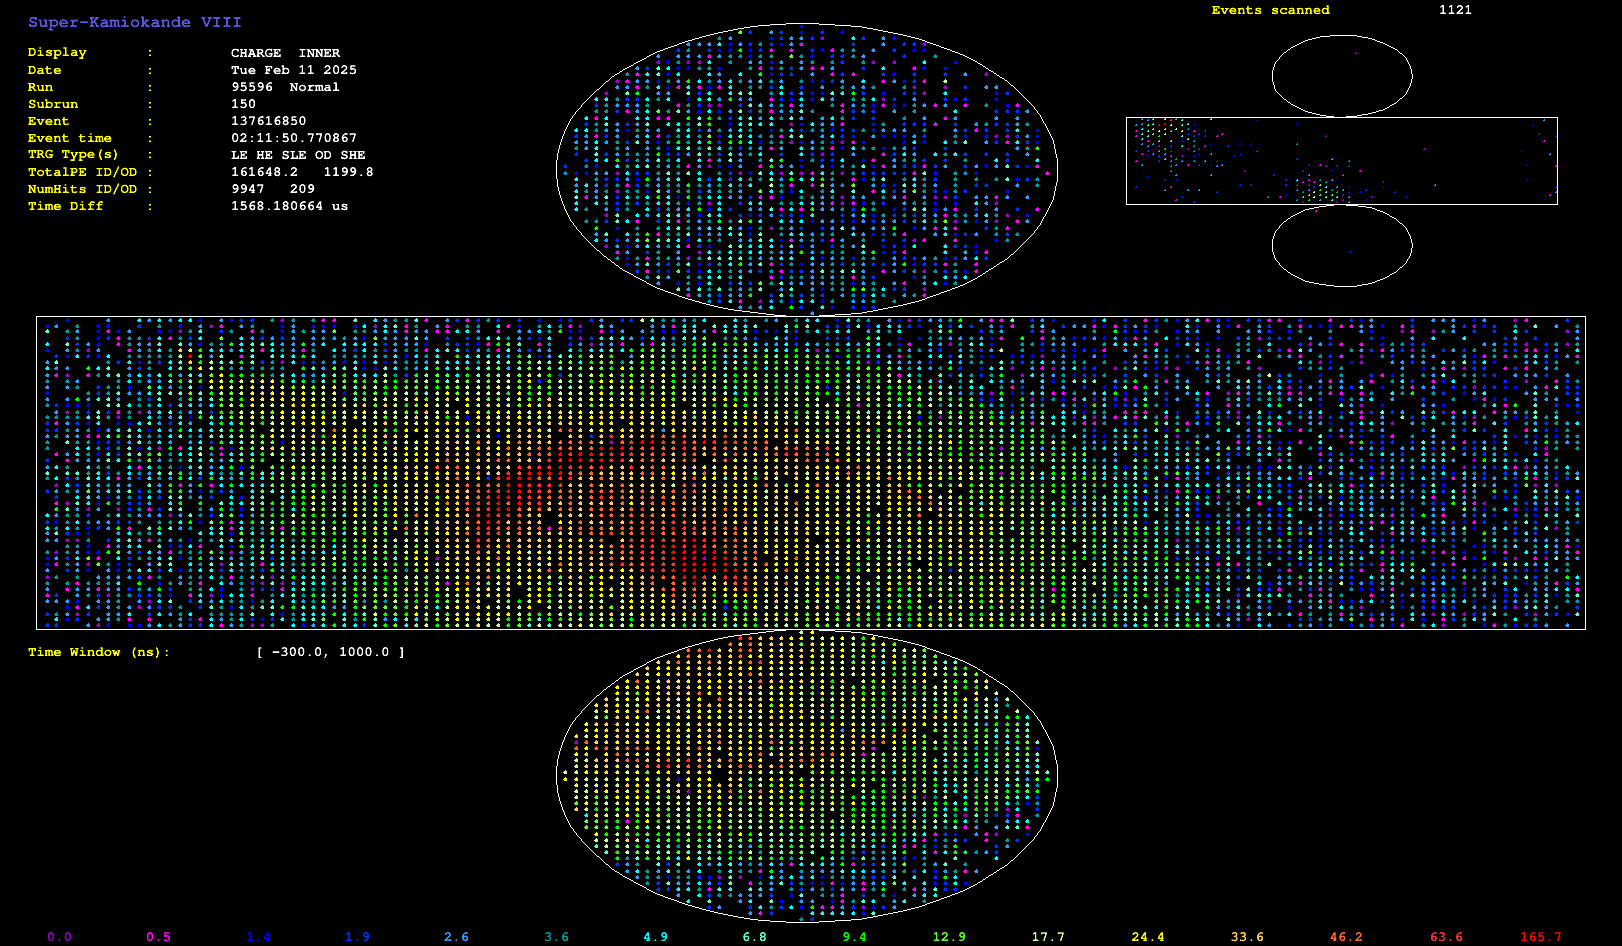 Super-Kamiokande VIII
Events scanned 1121
Display : CHARGE INNER
Date : Tue Feb 11 2025
Run : 95596 Normal
Subrun : 150
Event : 137616850
Event time : 02:11:50.770867
TRG Type(s) : LE HE SLE OD SHE
TotalPE ID/OD : 161648.2 1199.8
NumHits ID/OD : 9947 209
Time Diff : 1568.180664 us
Time Window (ns): [ -300.0, 1000.0 ]
0.0 0.5 1.4 1.9 2.6 3.6 4.9 6.8 9.4 12.9 17.7 24.4 33.6 46.2 63.6 165.7